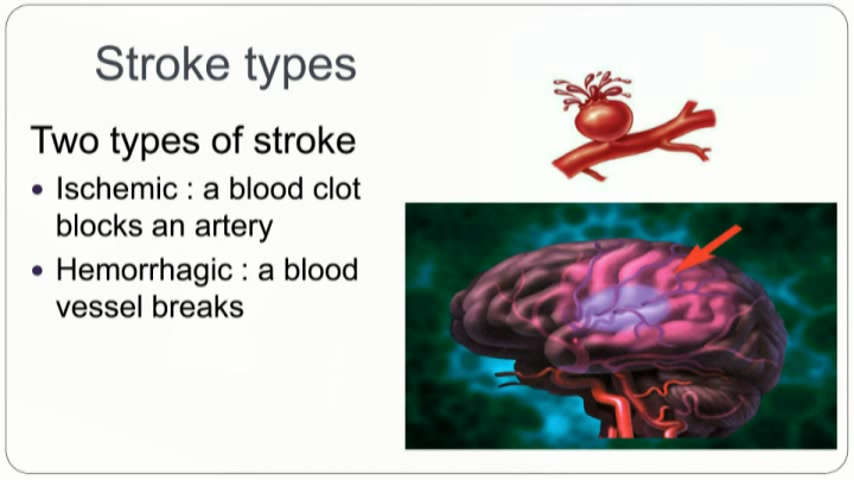 Stroke types
Two types of stroke
• Ischemic : a blood clot
blocks an artery
• Hemorrhagic : a blood
vessel breaks